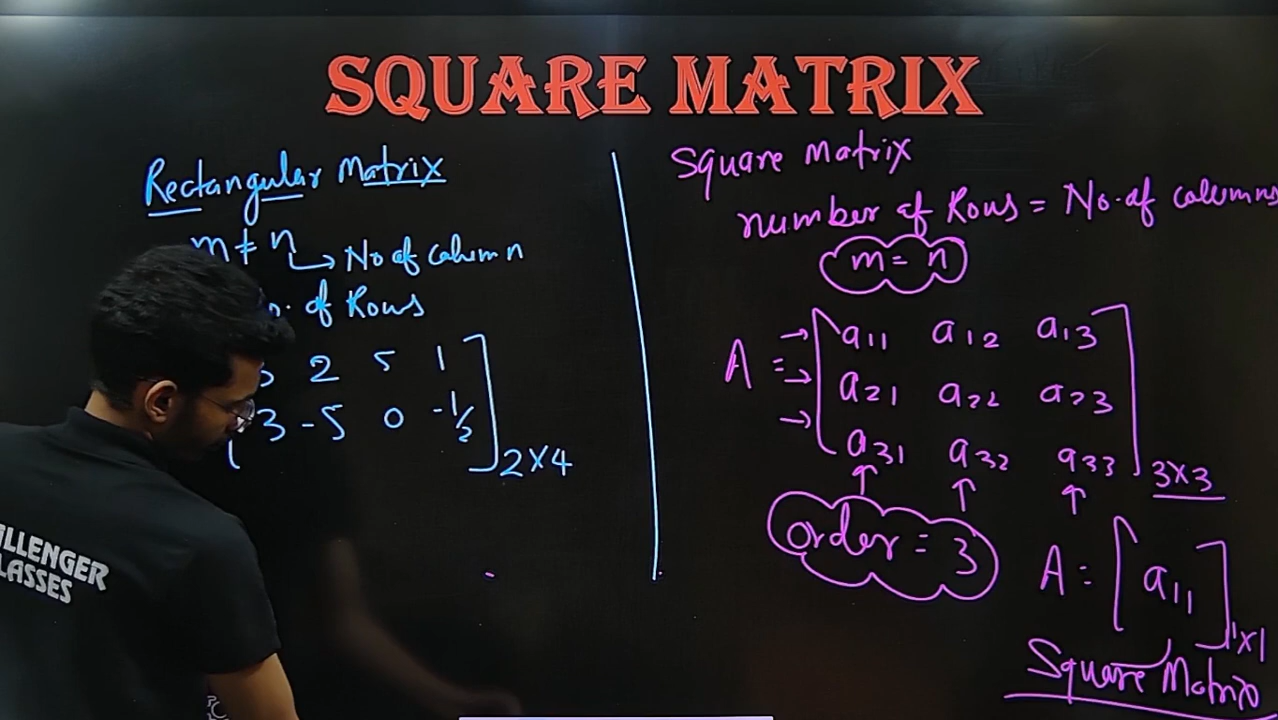 SQUARE MATRIX
Rectangular Matrix
m ≠ n
→ No of column
of Rows
2 5 1
3 -5 0 -1/2
2×4
Square Matrix
number of Rows = No. of columns
m = n
A = → [ a11 a12 a13
→ a21 a22 a23
→ a31 a32 a33 ] 3×3
↑ ↑ ↑
order = 3
A = [ a11 ] 1×1
Square Matrix
LLENGER
LASSES